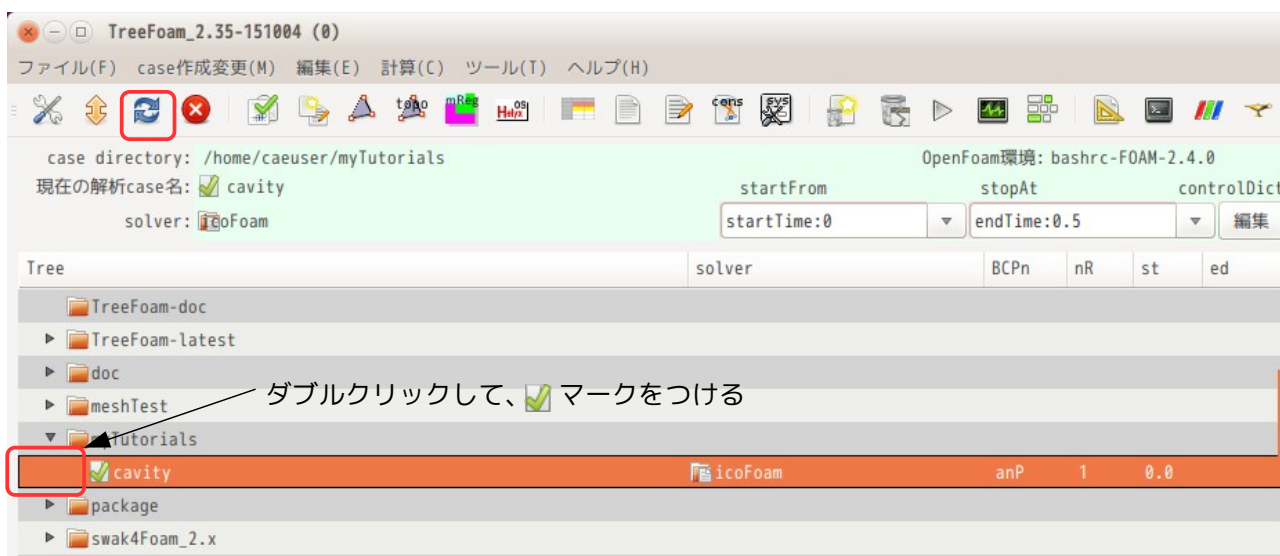 TreeFoam_2.35-151004 (0)
ファイル(F) case作成変更(M) 編集(E) 計算(C) ツール(T) ヘルプ(H)
topo mReg Helyx OS cons sys
case directory: /home/caeuser/myTutorials OpenFoam環境: bashrc-FOAM-2.4.0
現在の解析case名: cavity startFrom stopAt controlDict
solver: icoFoam startTime:0 endTime:0.5 編集
Tree solver BCPn nR st ed
TreeFoam-doc
TreeFoam-latest
doc
ダブルクリックして、 マークをつける
meshTest
myTutorials
cavity icoFoam anP 1 0.0
package
swak4Foam_2.x